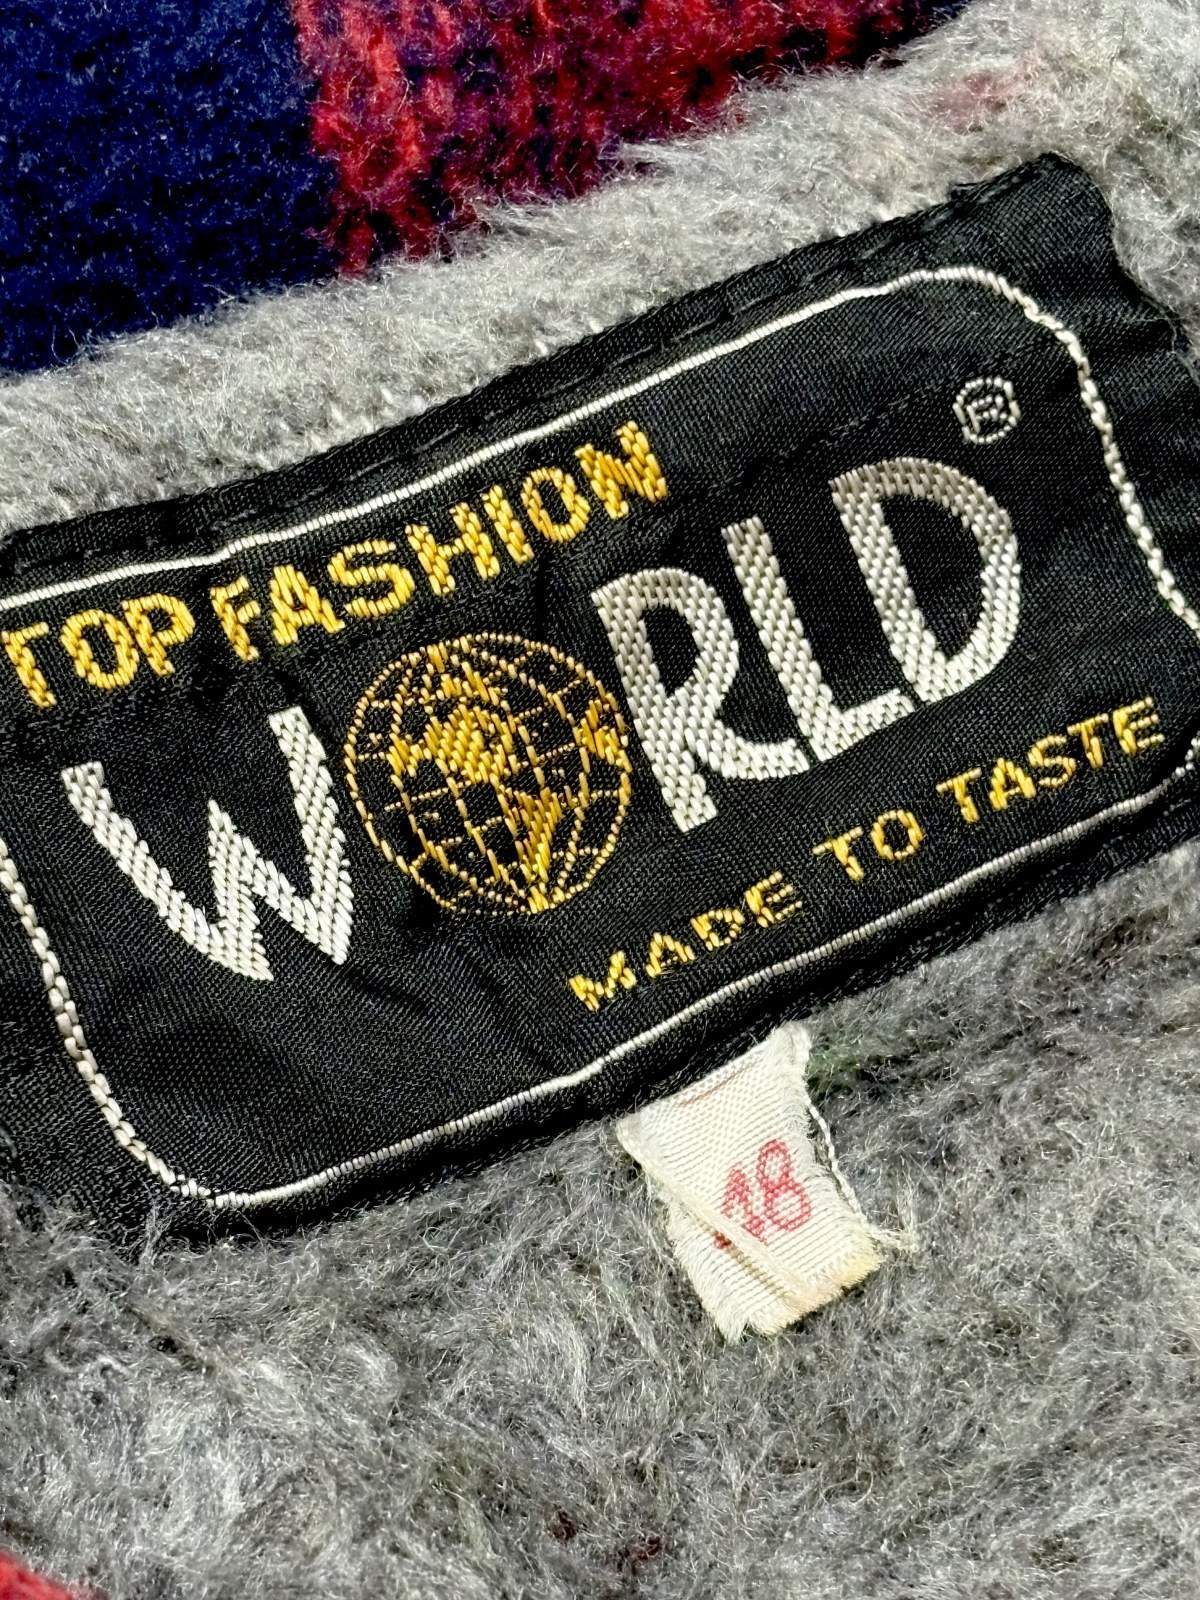 TOP FASHION
WORLD ®
MADE TO TASTE
18